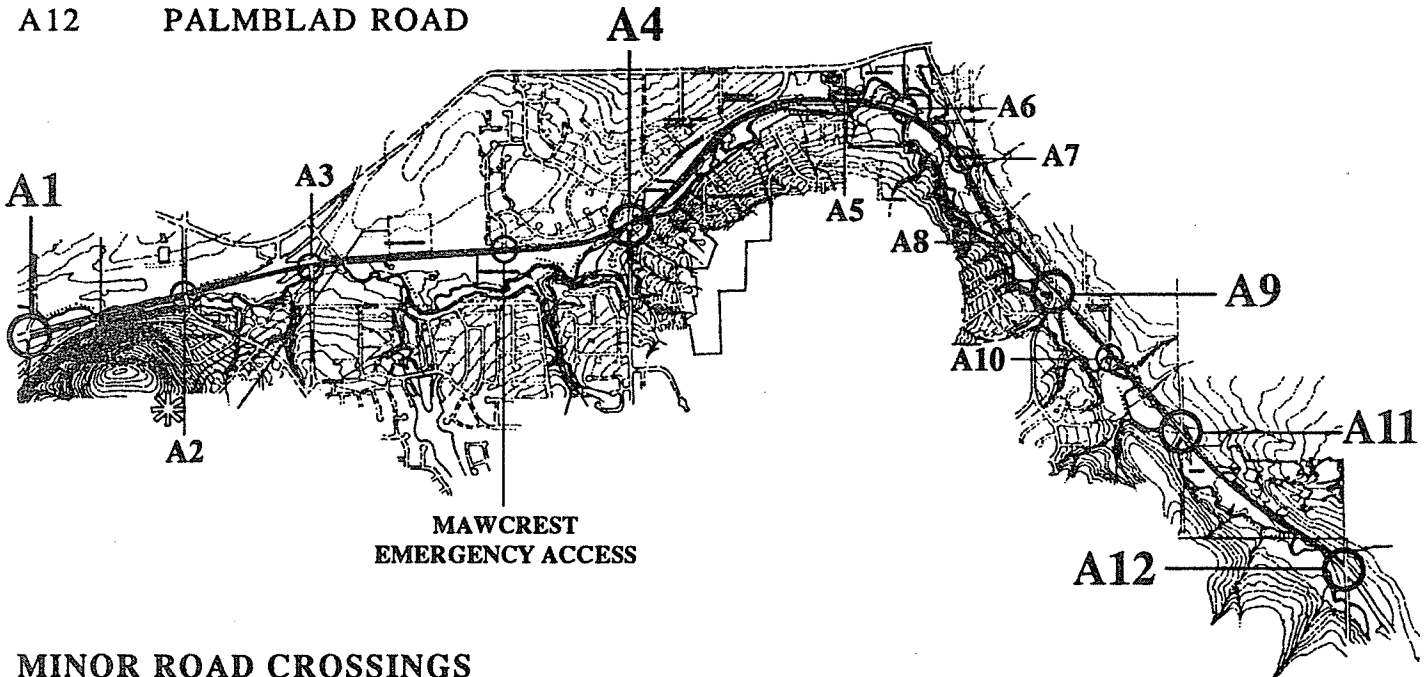 A12 PALMBLAD ROAD
A4
A6
A3
A7
A1
A5
A8
A9
A10
A2
A11
MAWCREST
EMERGENCY ACCESS
A12
MINOR ROAD CROSSINGS